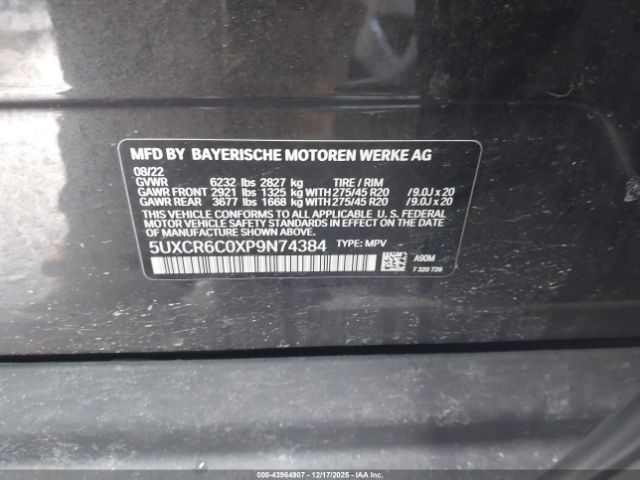 MFD BY BAYERISCHE MOTOREN WERKE AG
08/22
GVWR 6232 lbs 2827 kg TIRE / RIM
GAWR FRONT 2921 lbs 1325 kg WITH 275/45 R20 / 9.0J x 20
GAWR REAR 3677 lbs 1668 kg WITH 275/45 R20 / 9.0J x 20
THIS VEHICLE CONFORMS TO ALL APPLICABLE U. S. FEDERAL
MOTOR VEHICLE SAFETY STANDARDS IN EFFECT ON THE DATE
OF MANUFACTURE SHOWN ABOVE.
5UXCR6C0XP9N74384 TYPE: MPV
A90M
7 320 729
000-43964907 - 12/17/2025 - IAAI.COM